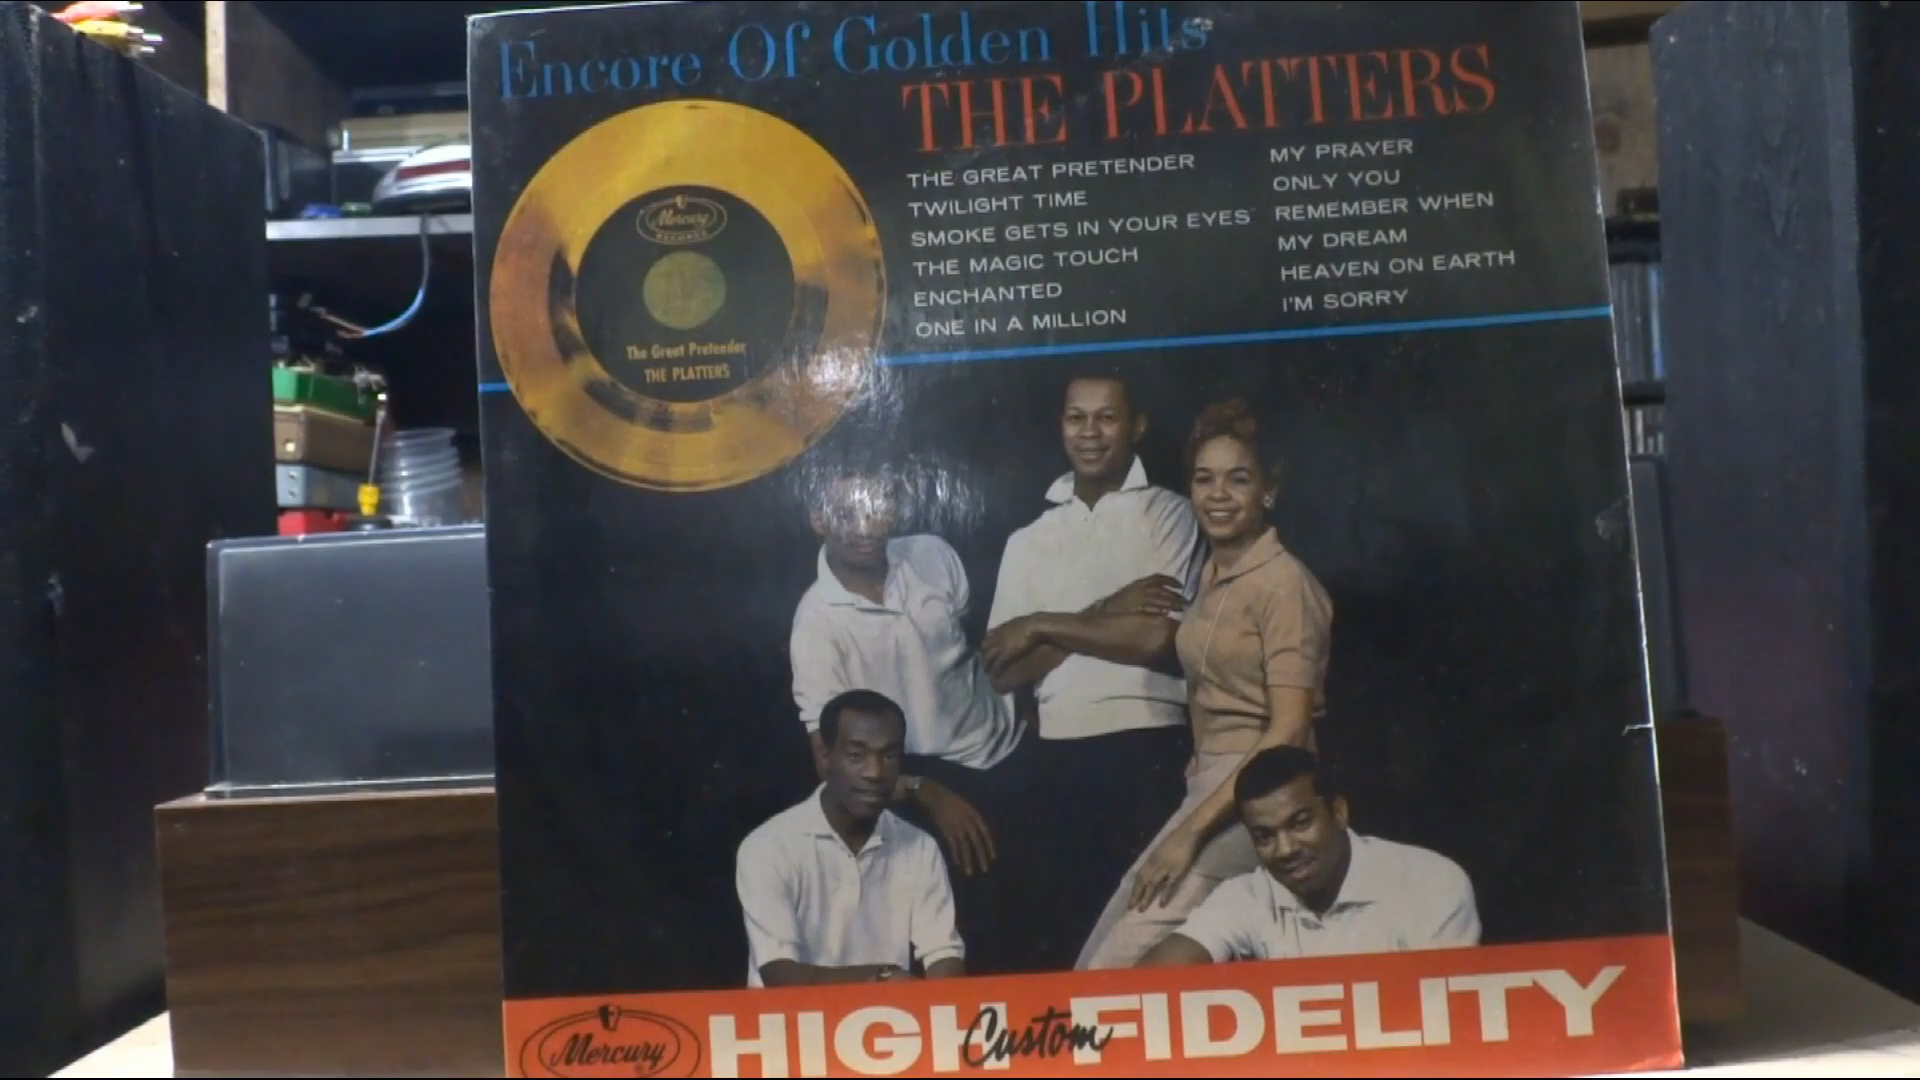 Encore Of Golden Hits
THE PLATTERS
THE GREAT PRETENDER
TWILIGHT TIME
SMOKE GETS IN YOUR EYES
THE MAGIC TOUCH
ENCHANTED
ONE IN A MILLION
MY PRAYER
ONLY YOU
REMEMBER WHEN
MY DREAM
HEAVEN ON EARTH
I'M SORRY
Mercury
RECORDS
The Great Pretender
THE PLATTERS
Mercury
HIGH Custom FIDELITY